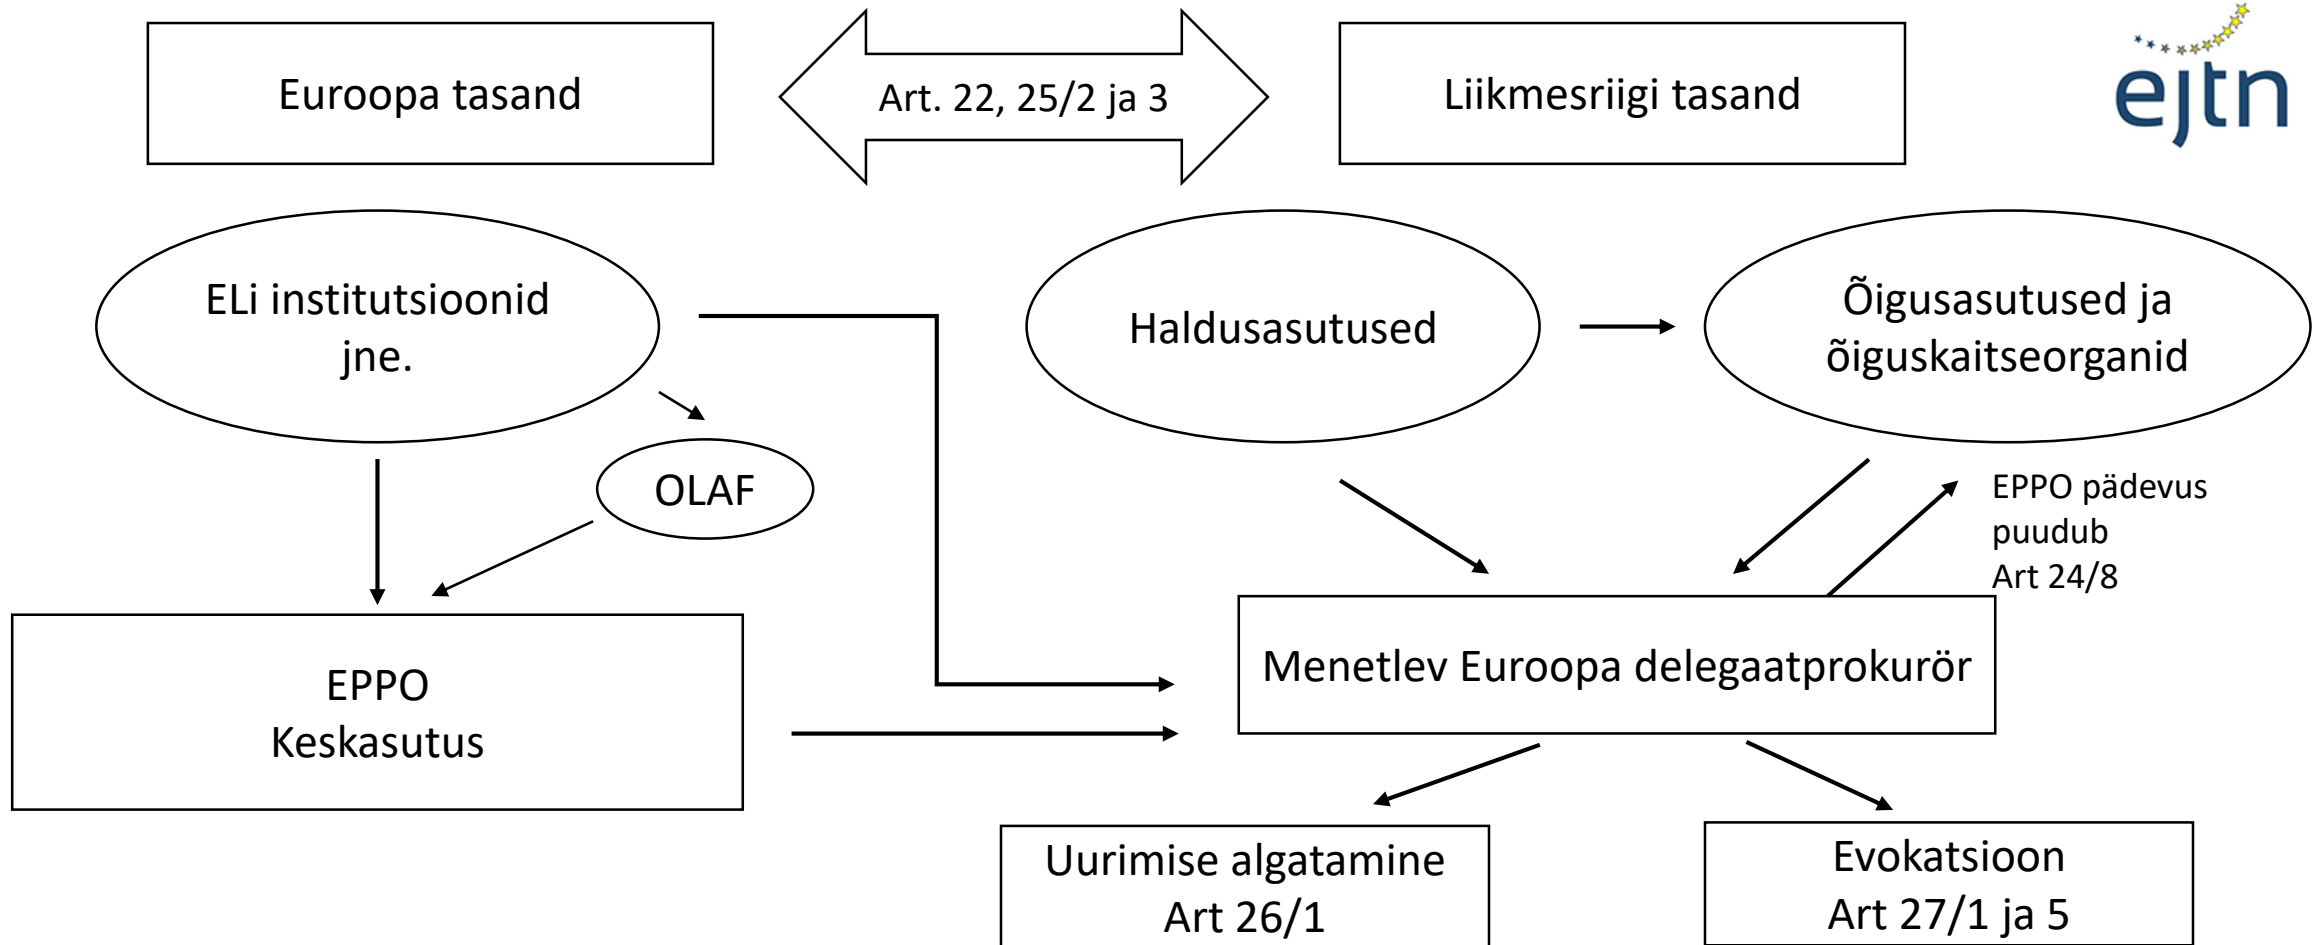 Euroopa tasand
Art. 22, 25/2 ja 3
Liikmesriigi tasand
ejtn
ELi institutsioonid
jne.
Haldusasutused
Õigusasutused ja
õiguskaitseorganid
OLAF
EPPO pädevus
puudub
Art 24/8
EPPO
Keskasutus
Menetlev Euroopa delegaatprokurör
Uurimise algatamine
Art 26/1
Evokatsioon
Art 27/1 ja 5